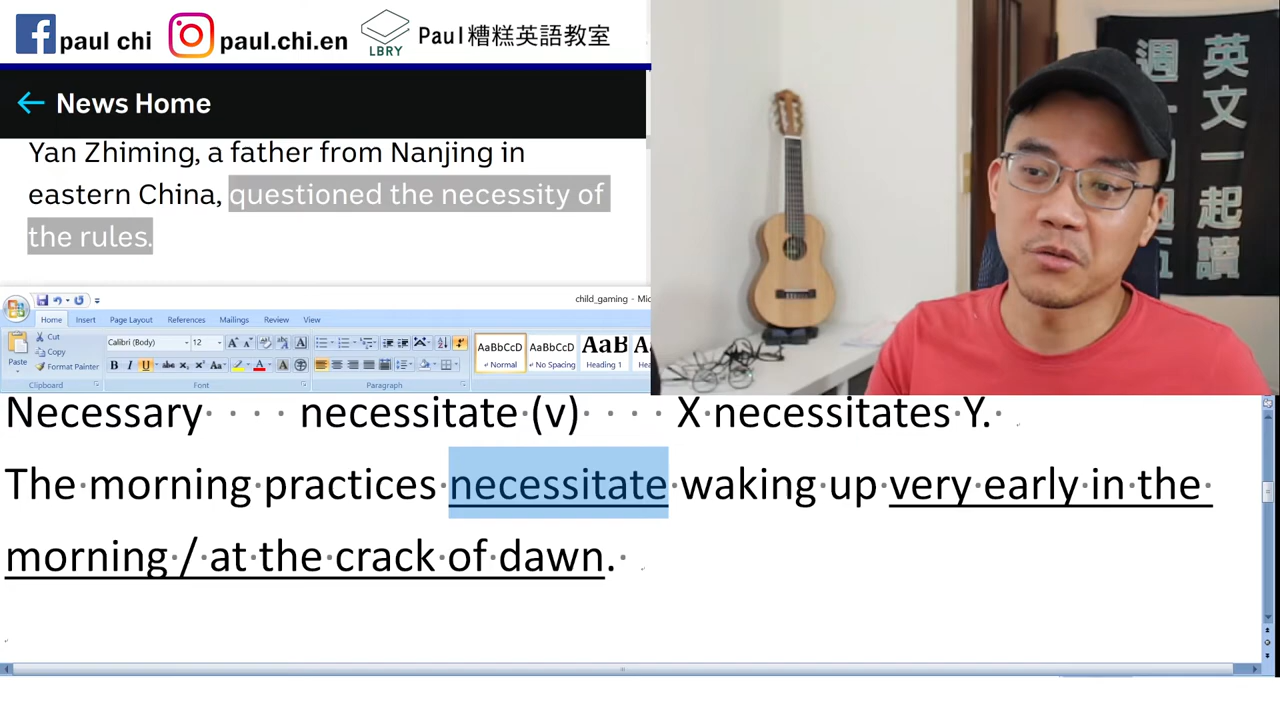 paul chi
paul.chi.en
LBRY
Paul糟糕英語教室
← News Home
Yan Zhiming, a father from Nanjing in
eastern China, questioned the necessity of
the rules.
child_gaming - Mic
Home Insert Page Layout References Mailings Review View
Paste
Cut
Copy
Format Painter
Clipboard
Calibri (Body) 12
Font
Paragraph
AaBbCcD AaBbCcD AaBbC
Normal No Spacing Heading 1
Necessary necessitate (v) X necessitates Y.
The morning practices necessitate waking up very early in the
morning / at the crack of dawn.
英文一起讀